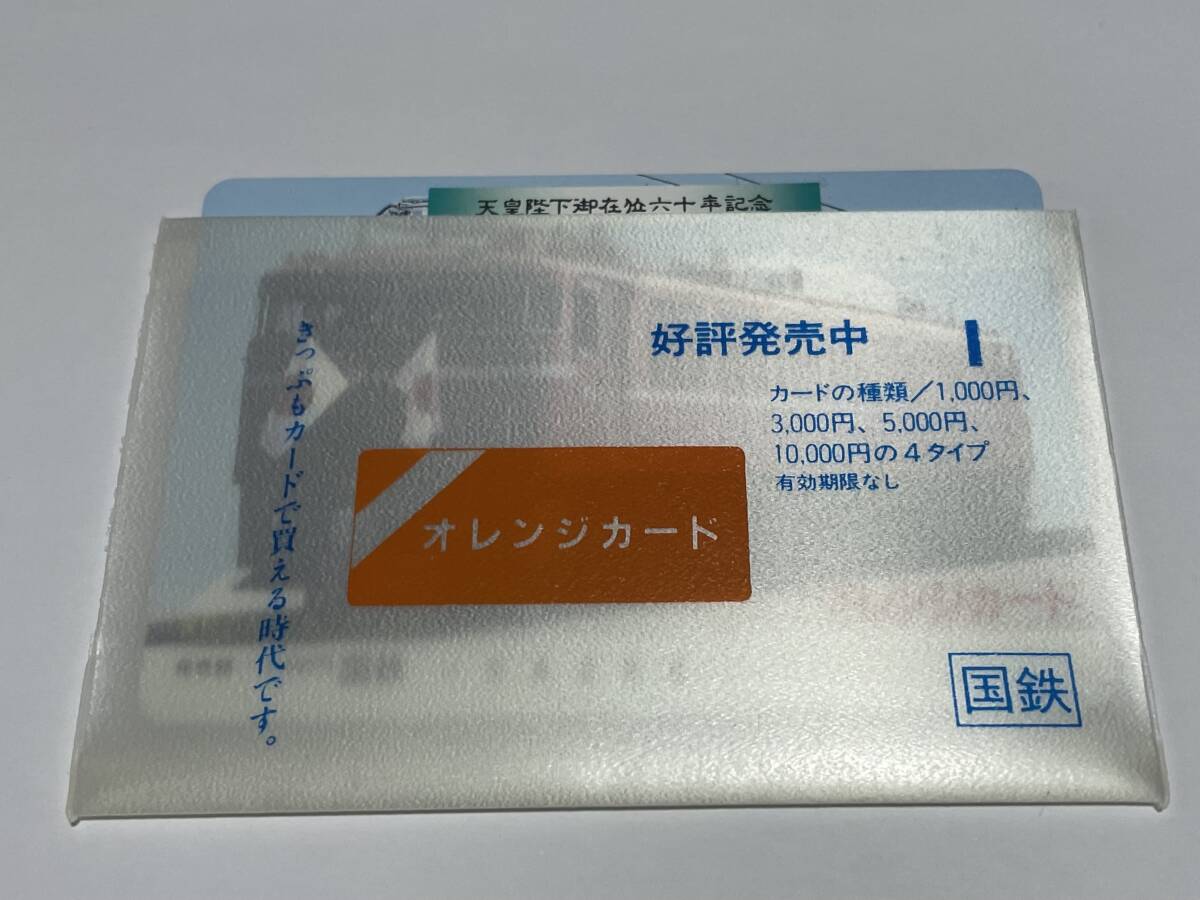 天皇陛下御在位六十年記念
きっぷもカードで買える時代です。
好評発売中
カードの種類／1,000円、
3,000円、5,000円、
10,000円の4タイプ
有効期限なし
オレンジカード
国鉄